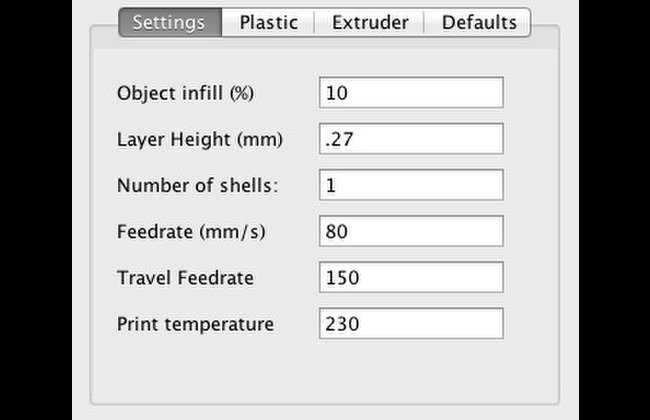 Settings Plastic Extruder Defaults
Object infill (%) 10
Layer Height (mm) .27
Number of shells: 1
Feedrate (mm/s) 80
Travel Feedrate 150
Print temperature 230